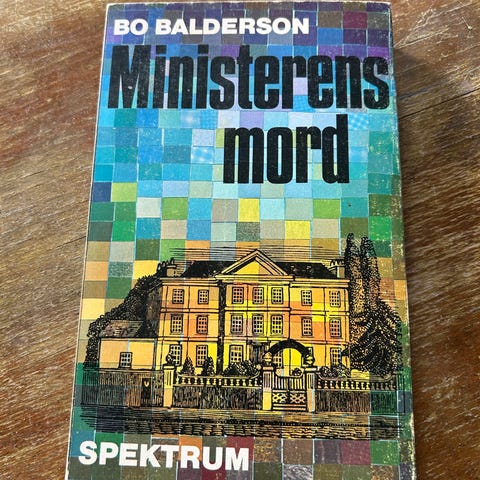 BO BALDERSON
Ministerens
mord
SPEKTRUM